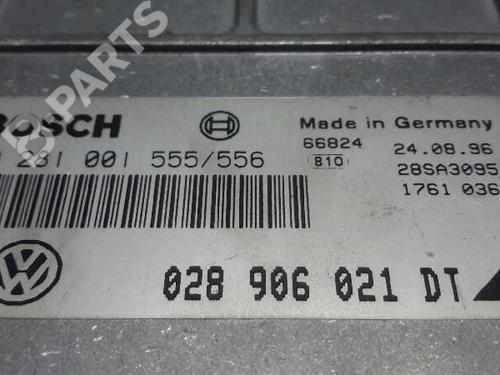 B-PARTS
BOSCH
281 001 555/556
Made in Germany
66824 24.08.96
810 28SA3095
1761 036
028 906 021 DT